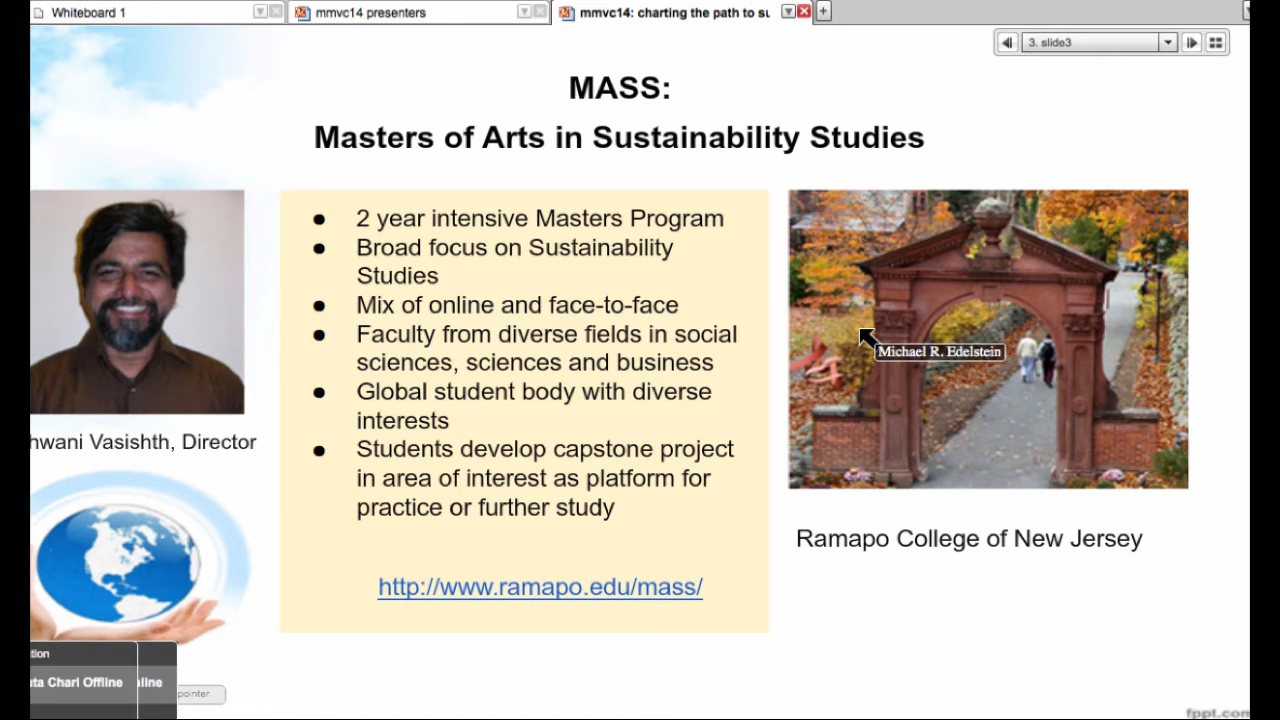 Whiteboard 1
mmvc14 presenters
mmvc14: charting the path to su
3. slide3
MASS:
Masters of Arts in Sustainability Studies
● 2 year intensive Masters Program
● Broad focus on Sustainability
Studies
● Mix of online and face-to-face
● Faculty from diverse fields in social
sciences, sciences and business
● Global student body with diverse
interests
● Students develop capstone project
in area of interest as platform for
practice or further study
http://www.ramapo.edu/mass/
hwani Vasishth, Director
Michael R. Edelstein
Ramapo College of New Jersey
tion
ta Chari Offline
line
pointer
fppt.com